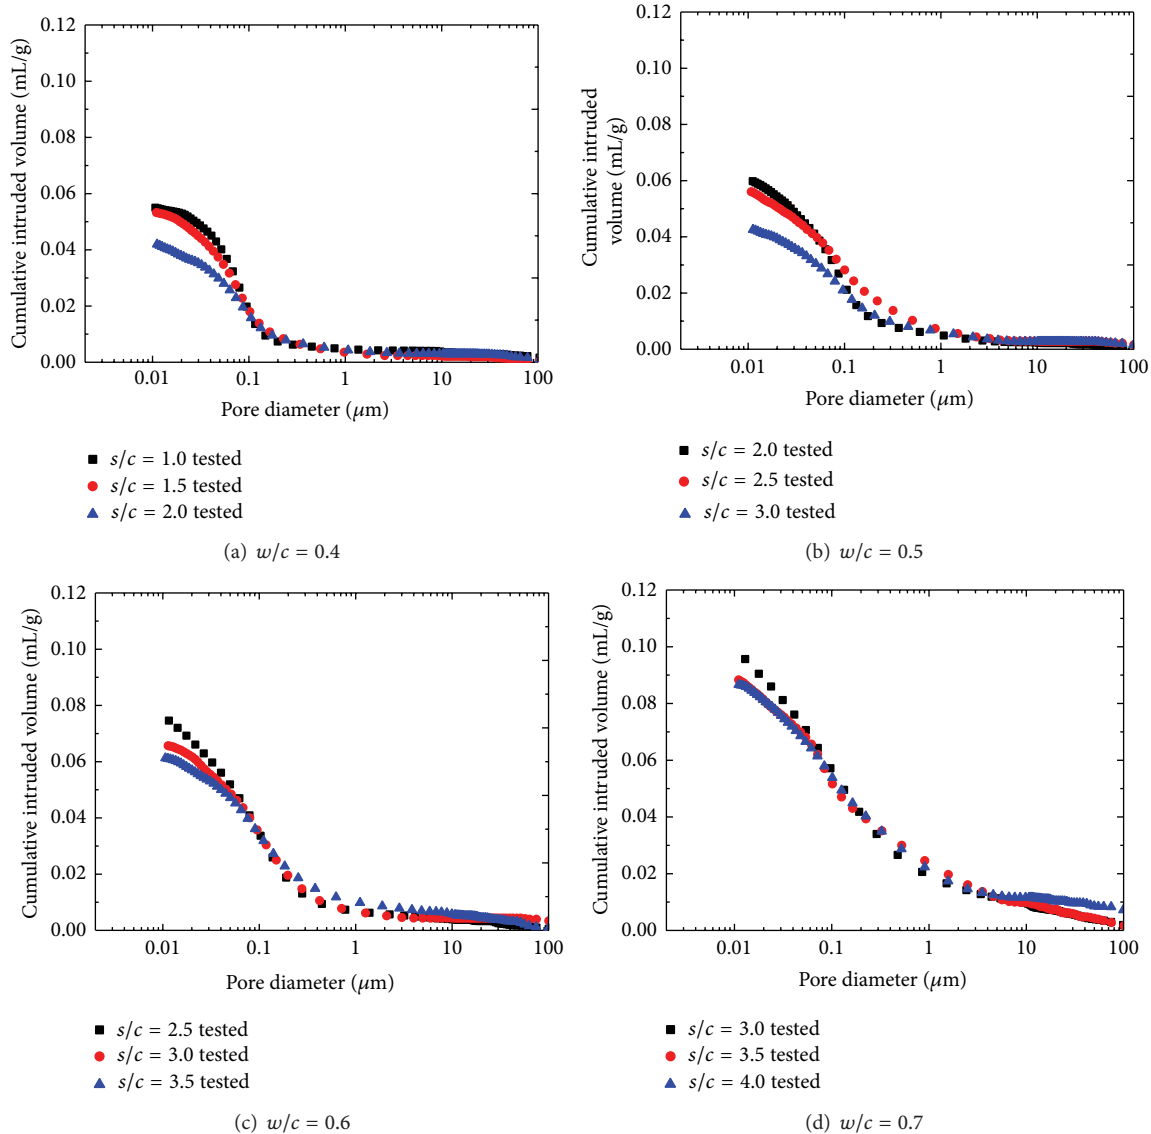 0.12
0.10
0.08
0.06
0.04
0.02
0.00
Cumulative intruded volume (mL/g)
0.01 0.1 1 10 100
Pore diameter (μm)
s/c = 1.0 tested
s/c = 1.5 tested
s/c = 2.0 tested
(a) w/c = 0.4
0.12
0.10
0.08
0.06
0.04
0.02
0.00
Cumulative intruded
volume (mL/g)
0.01 0.1 1 10 100
Pore diameter (μm)
s/c = 2.0 tested
s/c = 2.5 tested
s/c = 3.0 tested
(b) w/c = 0.5
0.12
0.10
0.08
0.06
0.04
0.02
0.00
Cumulative intruded volume (mL/g)
0.01 0.1 1 10 100
Pore diameter (μm)
s/c = 2.5 tested
s/c = 3.0 tested
s/c = 3.5 tested
(c) w/c = 0.6
0.12
0.10
0.08
0.06
0.04
0.02
0.00
Cumulative intruded volume (mL/g)
0.01 0.1 1 10 100
Pore diameter (μm)
s/c = 3.0 tested
s/c = 3.5 tested
s/c = 4.0 tested
(d) w/c = 0.7